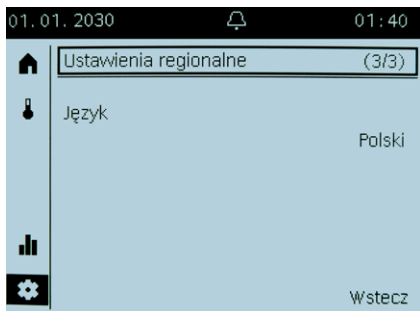 01. 01. 2030 01:40
Ustawienia regionalne (3/3)
Język
Polski
Wstecz